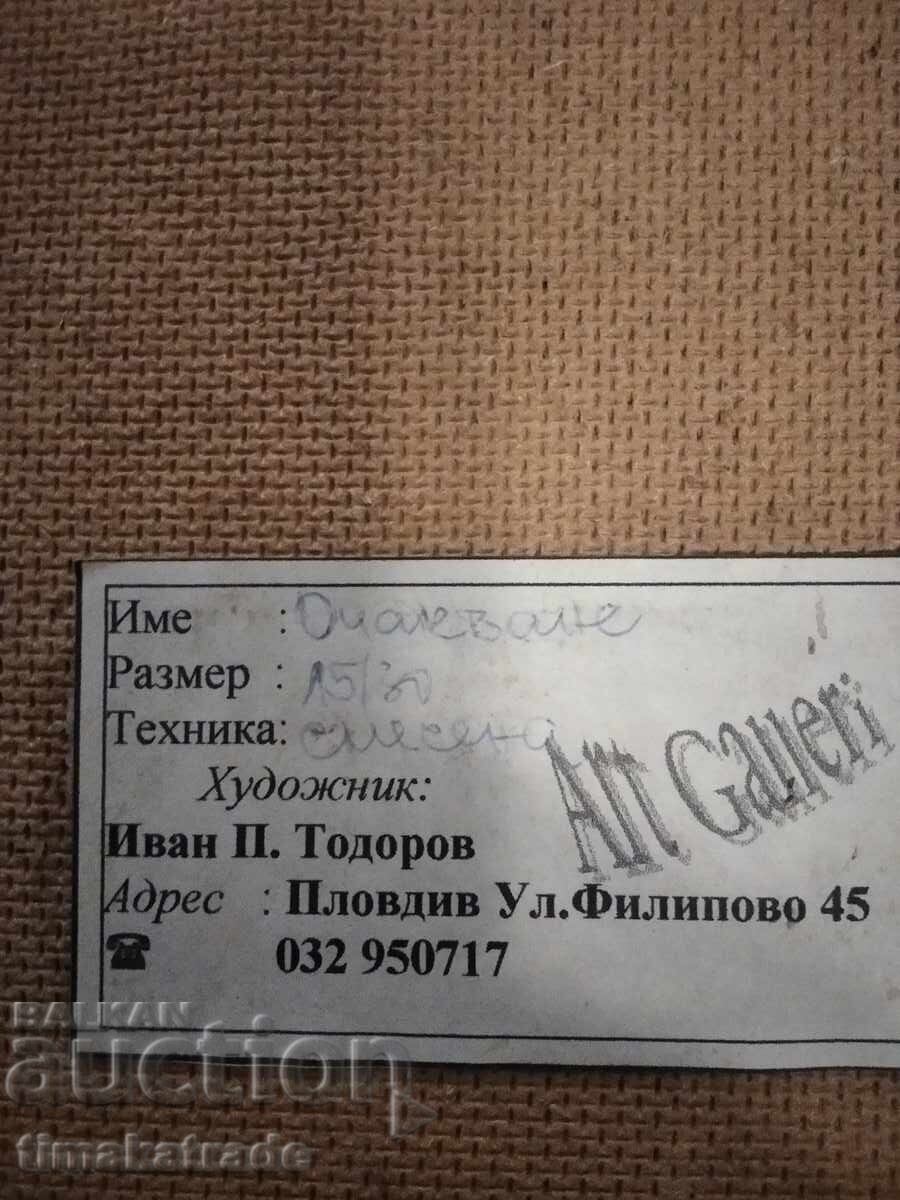 Име : Очакване
Размер : 15/30
Техника: смесена
Art Galleri
Художник:
Иван П. Тодоров
Адрес : Пловдив Ул.Филипово 45
☎ 032 950717
BALKAN
auction
timakatrade